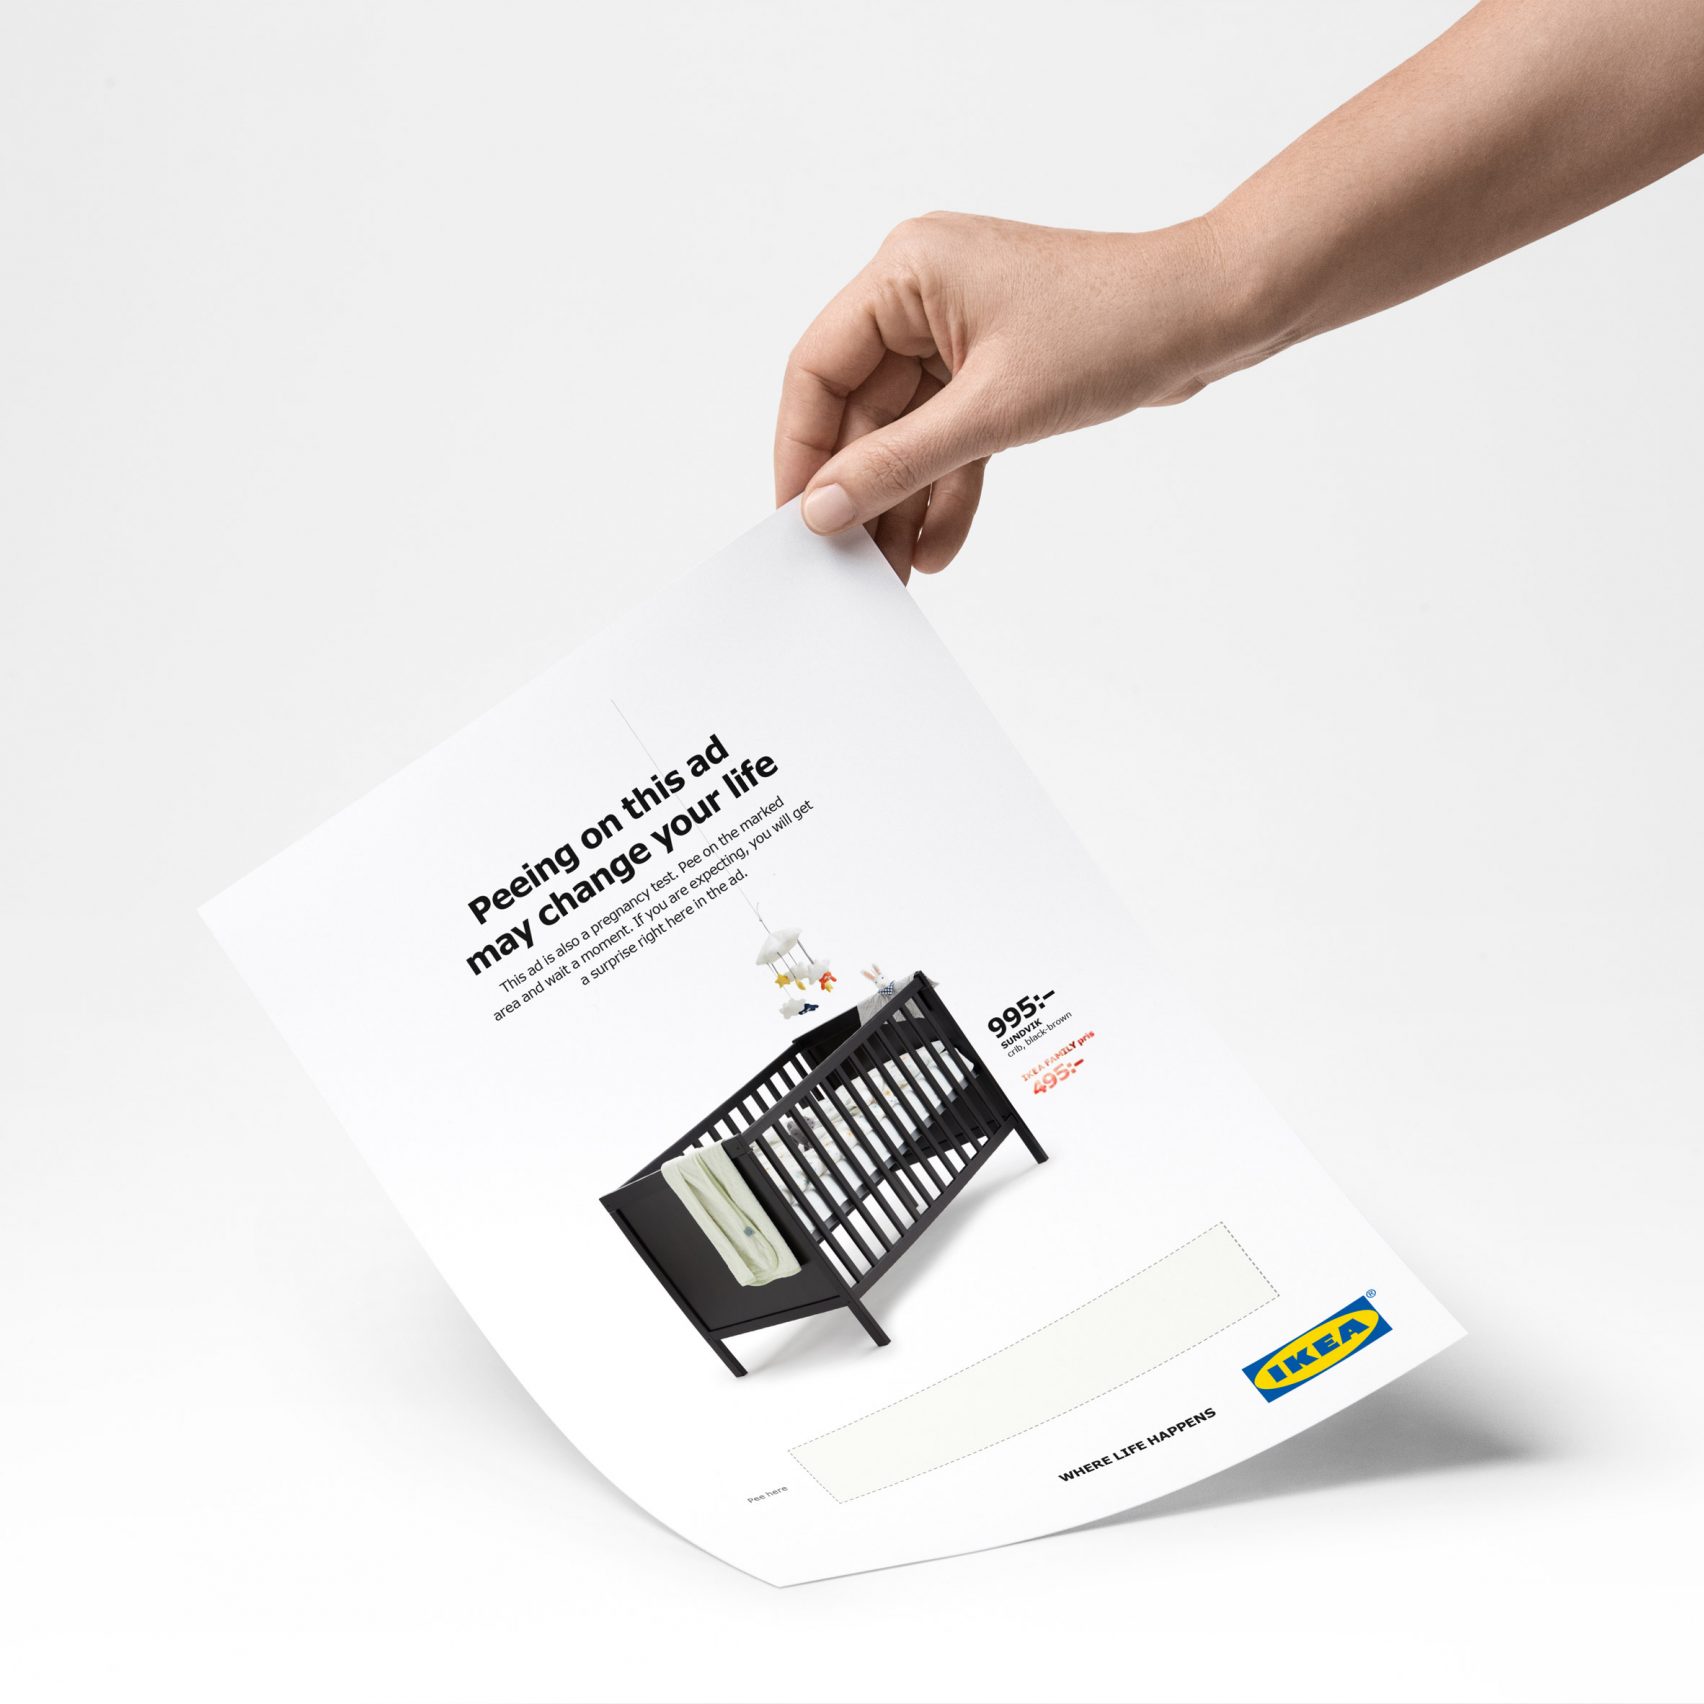 Peeing on this ad
may change your life
This ad is also a pregnancy test. Pee on the marked
area and wait a moment. If you are expecting, you will get
a surprise right here in the ad.
995:-
SUNDVIK
crib, black-brown
IKEA FAMILY pris
495:-
Pee here
WHERE LIFE HAPPENS
IKEA®